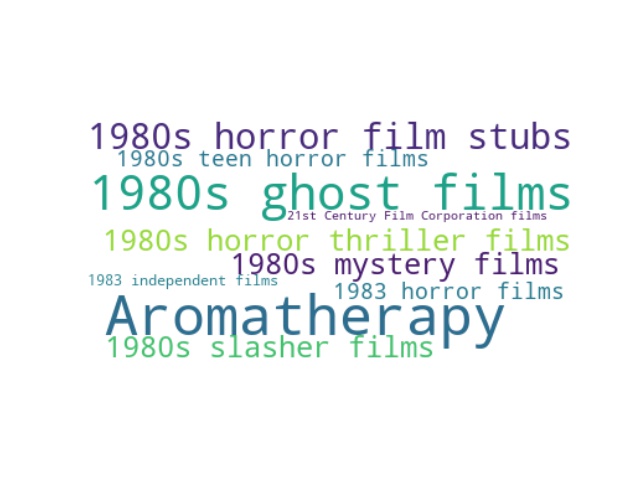 1980s horror film stubs
1980s teen horror films
1980s ghost films
21st Century Film Corporation films
1980s horror thriller films
1980s mystery films
1983 independent films
1983 horror films
Aromatherapy
1980s slasher films